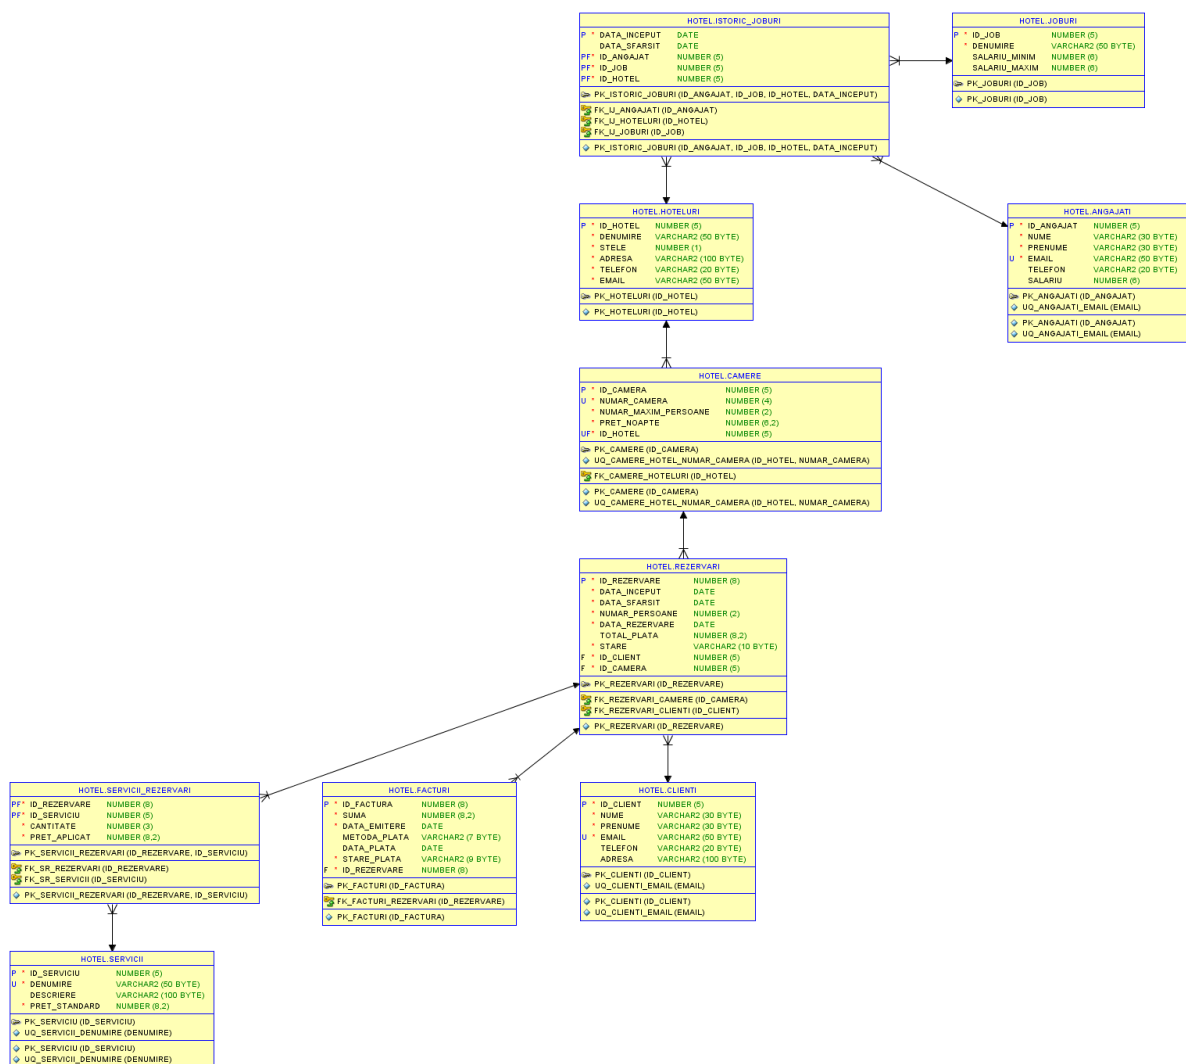 HOTEL.ISTORIC_JOBURI
P * DATA_INCEPUT DATE
DATA_SFARSIT DATE
PF* ID_ANGAJAT NUMBER (5)
PF* ID_JOB NUMBER (5)
PF* ID_HOTEL NUMBER (5)
PK_ISTORIC_JOBURI (ID_ANGAJAT, ID_JOB, ID_HOTEL, DATA_INCEPUT)
FK_IJ_ANGAJATI (ID_ANGAJAT)
FK_IJ_HOTELURI (ID_HOTEL)
FK_IJ_JOBURI (ID_JOB)
PK_ISTORIC_JOBURI (ID_ANGAJAT, ID_JOB, ID_HOTEL, DATA_INCEPUT)
HOTEL.JOBURI
P * ID_JOB NUMBER (5)
* DENUMIRE VARCHAR2 (50 BYTE)
SALARIU_MINIM NUMBER (6)
SALARIU_MAXIM NUMBER (6)
PK_JOBURI (ID_JOB)
PK_JOBURI (ID_JOB)
HOTEL.HOTELURI
P * ID_HOTEL NUMBER (5)
* DENUMIRE VARCHAR2 (50 BYTE)
* STELE NUMBER (1)
* ADRESA VARCHAR2 (100 BYTE)
* TELEFON VARCHAR2 (20 BYTE)
* EMAIL VARCHAR2 (50 BYTE)
PK_HOTELURI (ID_HOTEL)
PK_HOTELURI (ID_HOTEL)
HOTEL.ANGAJATI
P * ID_ANGAJAT NUMBER (5)
* NUME VARCHAR2 (30 BYTE)
* PRENUME VARCHAR2 (30 BYTE)
U * EMAIL VARCHAR2 (50 BYTE)
TELEFON VARCHAR2 (20 BYTE)
SALARIU NUMBER (6)
PK_ANGAJATI (ID_ANGAJAT)
UQ_ANGAJATI_EMAIL (EMAIL)
PK_ANGAJATI (ID_ANGAJAT)
UQ_ANGAJATI_EMAIL (EMAIL)
HOTEL.CAMERE
P * ID_CAMERA NUMBER (5)
U * NUMAR_CAMERA NUMBER (4)
* NUMAR_MAXIM_PERSOANE NUMBER (2)
* PRET_NOAPTE NUMBER (6,2)
UF* ID_HOTEL NUMBER (5)
PK_CAMERE (ID_CAMERA)
UQ_CAMERE_HOTEL_NUMAR_CAMERA (ID_HOTEL, NUMAR_CAMERA)
FK_CAMERE_HOTELURI (ID_HOTEL)
PK_CAMERE (ID_CAMERA)
UQ_CAMERE_HOTEL_NUMAR_CAMERA (ID_HOTEL, NUMAR_CAMERA)
HOTEL.REZERVARI
P * ID_REZERVARE NUMBER (8)
* DATA_INCEPUT DATE
* DATA_SFARSIT DATE
* NUMAR_PERSOANE NUMBER (2)
* DATA_REZERVARE DATE
TOTAL_PLATA NUMBER (8,2)
* STARE VARCHAR2 (10 BYTE)
F * ID_CLIENT NUMBER (5)
F * ID_CAMERA NUMBER (5)
PK_REZERVARI (ID_REZERVARE)
FK_REZERVARI_CAMERE (ID_CAMERA)
FK_REZERVARI_CLIENTI (ID_CLIENT)
PK_REZERVARI (ID_REZERVARE)
HOTEL.SERVICII_REZERVARI
PF* ID_REZERVARE NUMBER (8)
PF* ID_SERVICIU NUMBER (5)
* CANTITATE NUMBER (3)
* PRET_APLICAT NUMBER (8,2)
PK_SERVICII_REZERVARI (ID_REZERVARE, ID_SERVICIU)
FK_SR_REZERVARI (ID_REZERVARE)
FK_SR_SERVICII (ID_SERVICIU)
PK_SERVICII_REZERVARI (ID_REZERVARE, ID_SERVICIU)
HOTEL.FACTURI
P * ID_FACTURA NUMBER (8)
* SUMA NUMBER (8,2)
* DATA_EMITERE DATE
METODA_PLATA VARCHAR2 (7 BYTE)
DATA_PLATA DATE
* STARE_PLATA VARCHAR2 (9 BYTE)
F * ID_REZERVARE NUMBER (8)
PK_FACTURI (ID_FACTURA)
FK_FACTURI_REZERVARI (ID_REZERVARE)
PK_FACTURI (ID_FACTURA)
HOTEL.CLIENTI
P * ID_CLIENT NUMBER (5)
* NUME VARCHAR2 (30 BYTE)
* PRENUME VARCHAR2 (30 BYTE)
U * EMAIL VARCHAR2 (50 BYTE)
TELEFON VARCHAR2 (20 BYTE)
ADRESA VARCHAR2 (100 BYTE)
PK_CLIENTI (ID_CLIENT)
UQ_CLIENTI_EMAIL (EMAIL)
PK_CLIENTI (ID_CLIENT)
UQ_CLIENTI_EMAIL (EMAIL)
HOTEL.SERVICII
P * ID_SERVICIU NUMBER (5)
U * DENUMIRE VARCHAR2 (50 BYTE)
DESCRIERE VARCHAR2 (100 BYTE)
* PRET_STANDARD NUMBER (8,2)
PK_SERVICIU (ID_SERVICIU)
UQ_SERVICII_DENUMIRE (DENUMIRE)
PK_SERVICIU (ID_SERVICIU)
UQ_SERVICII_DENUMIRE (DENUMIRE)